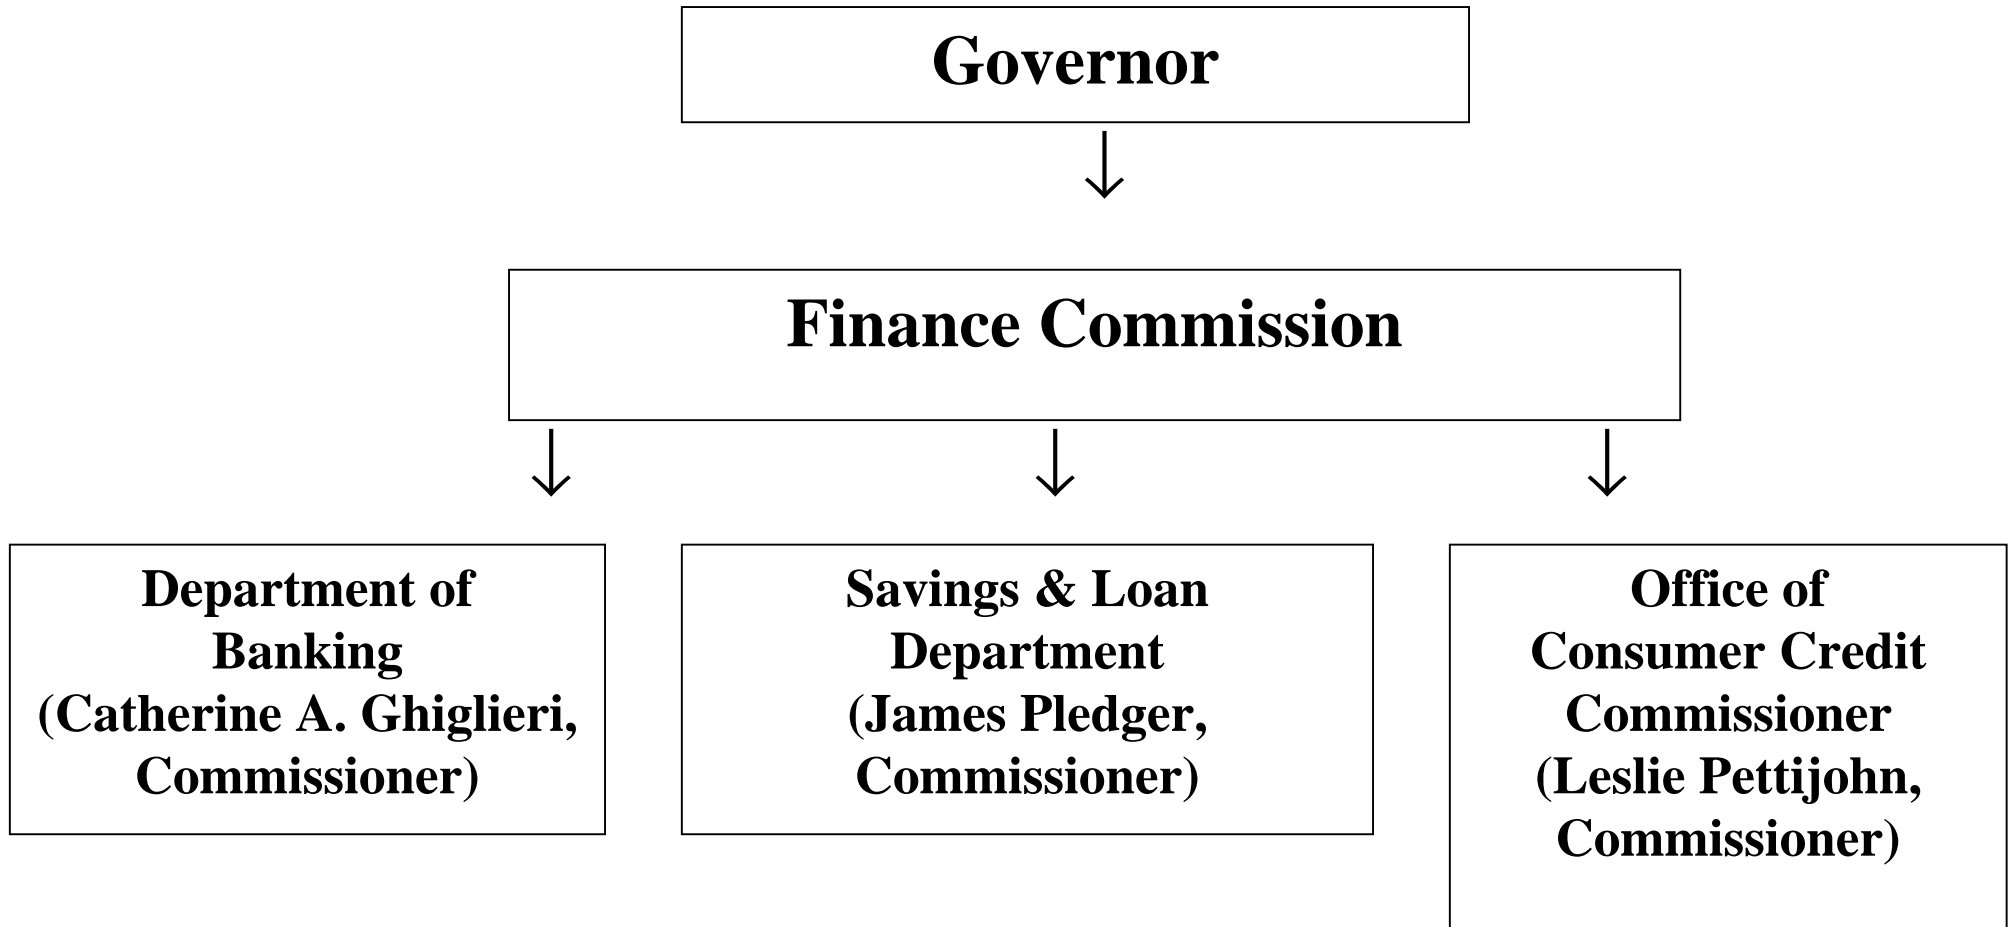 Governor
Finance Commission
Department of
Banking
(Catherine A. Ghiglieri,
Commissioner)
Savings & Loan
Department
(James Pledger,
Commissioner)
Office of
Consumer Credit
Commissioner
(Leslie Pettijohn,
Commissioner)